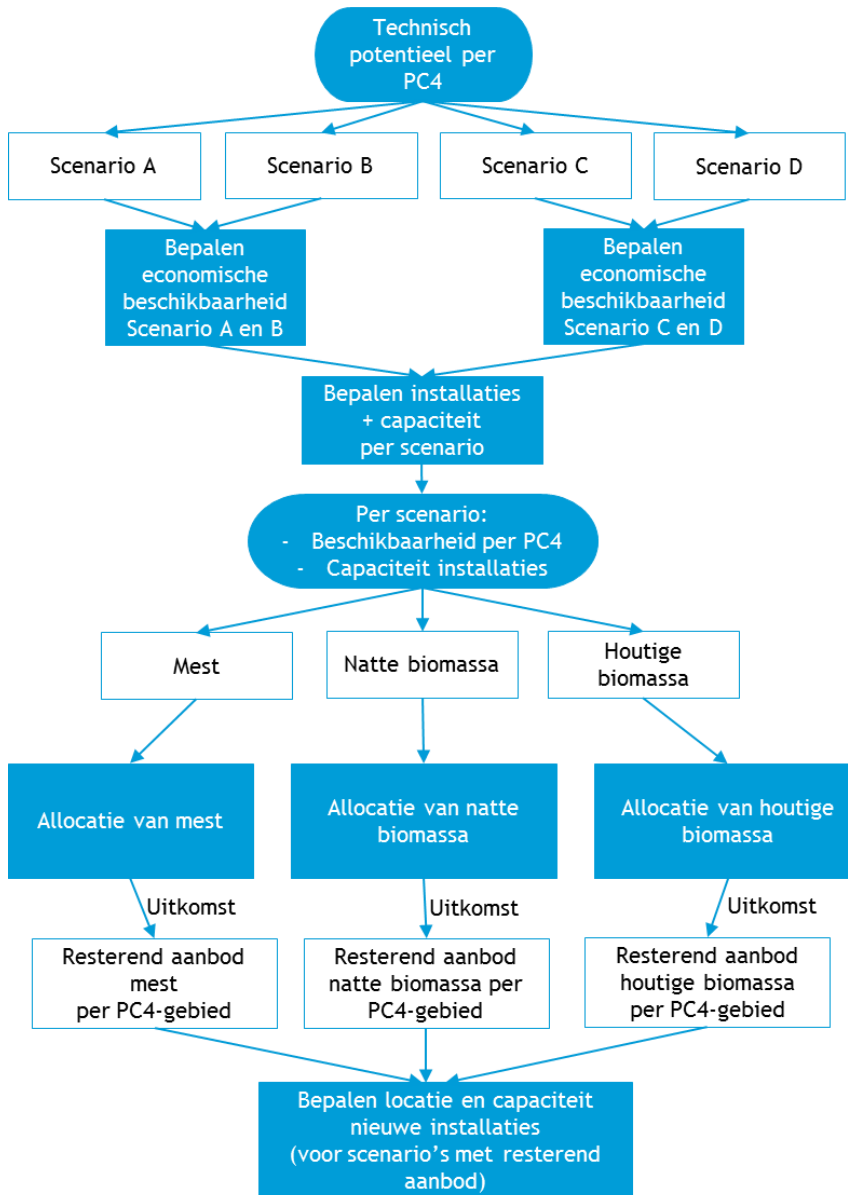 Technisch
potentieel per
PC4
Scenario A
Scenario B
Scenario C
Scenario D
Bepalen
economische
beschikbaarheid
Scenario A en B
Bepalen
economische
beschikbaarheid
Scenario C en D
Bepalen installaties
+ capaciteit
per scenario
Per scenario:
- Beschikbaarheid per PC4
- Capaciteit installaties
Mest
Natte biomassa
Houtige
biomassa
Allocatie van mest
Allocatie van natte
biomassa
Allocatie van houtige
biomassa
Uitkomst
Uitkomst
Uitkomst
Resterend aanbod
mest
per PC4-gebied
Resterend aanbod
natte biomassa per
PC4-gebied
Resterend aanbod
houtige biomassa
per PC4-gebied
Bepalen locatie en capaciteit
nieuwe installaties
(voor scenario's met resterend
aanbod)